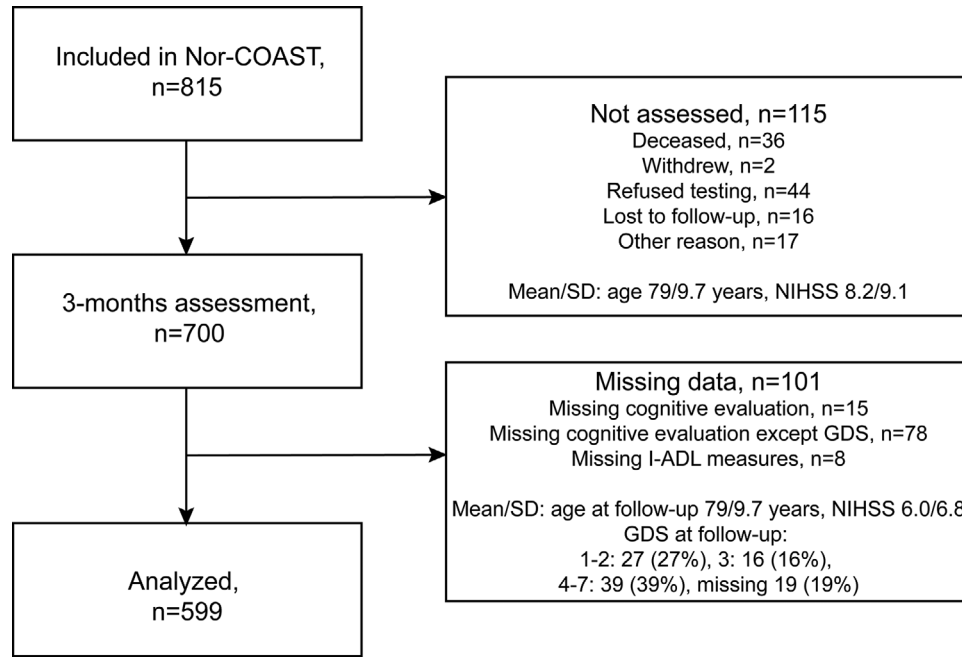 Included in Nor-COAST,
n=815
Not assessed, n=115
Deceased, n=36
Withdrew, n=2
Refused testing, n=44
Lost to follow-up, n=16
Other reason, n=17
Mean/SD: age 79/9.7 years, NIHSS 8.2/9.1
3-months assessment,
n=700
Missing data, n=101
Missing cognitive evaluation, n=15
Missing cognitive evaluation except GDS, n=78
Missing I-ADL measures, n=8
Mean/SD: age at follow-up 79/9.7 years, NIHSS 6.0/6.8
GDS at follow-up:
1-2: 27 (27%), 3: 16 (16%),
4-7: 39 (39%), missing 19 (19%)
Analyzed,
n=599